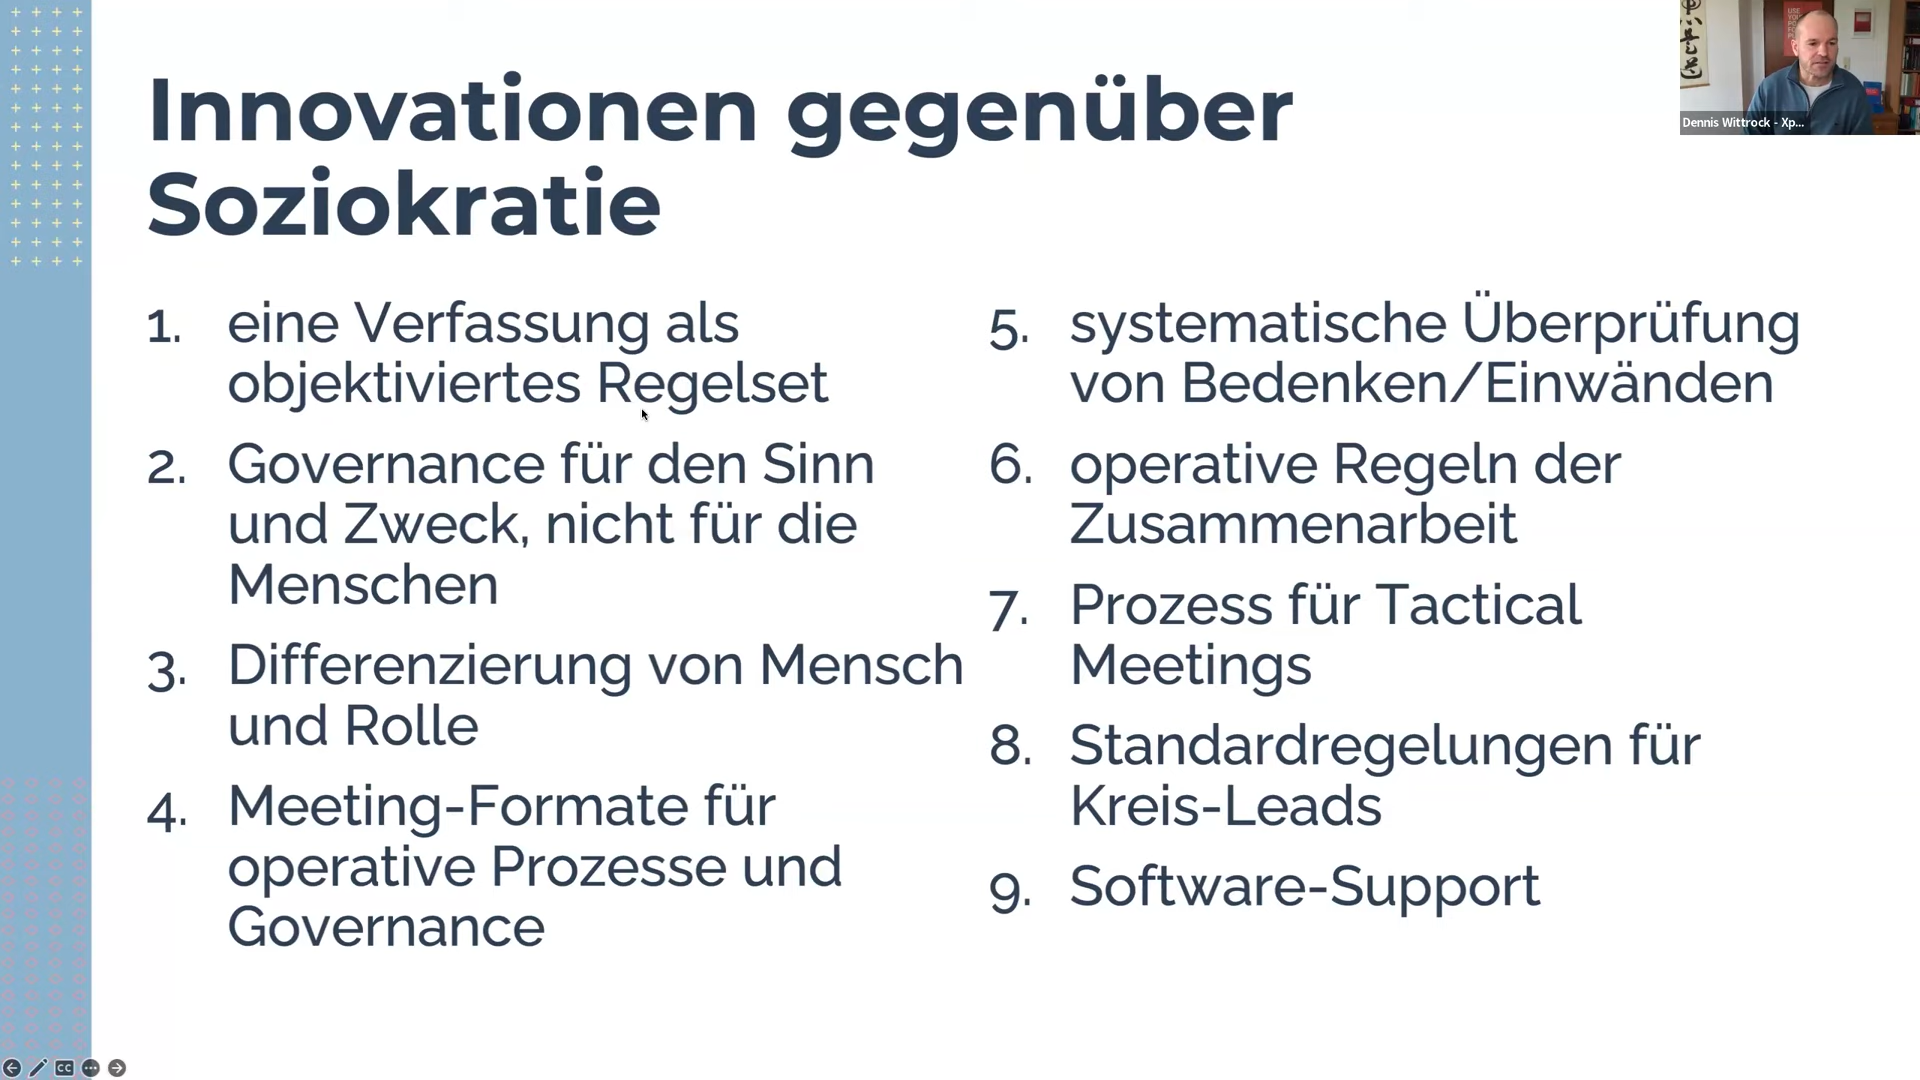 Innovationen gegenüber
Soziokratie
1. eine Verfassung als
objektiviertes Regelset
2. Governance für den Sinn
und Zweck, nicht für die
Menschen
3. Differenzierung von Mensch
und Rolle
4. Meeting-Formate für
operative Prozesse und
Governance
5. systematische Überprüfung
von Bedenken/Einwänden
6. operative Regeln der
Zusammenarbeit
7. Prozess für Tactical
Meetings
8. Standardregelungen für
Kreis-Leads
9. Software-Support
Dennis Wittrock - Xp...
CC